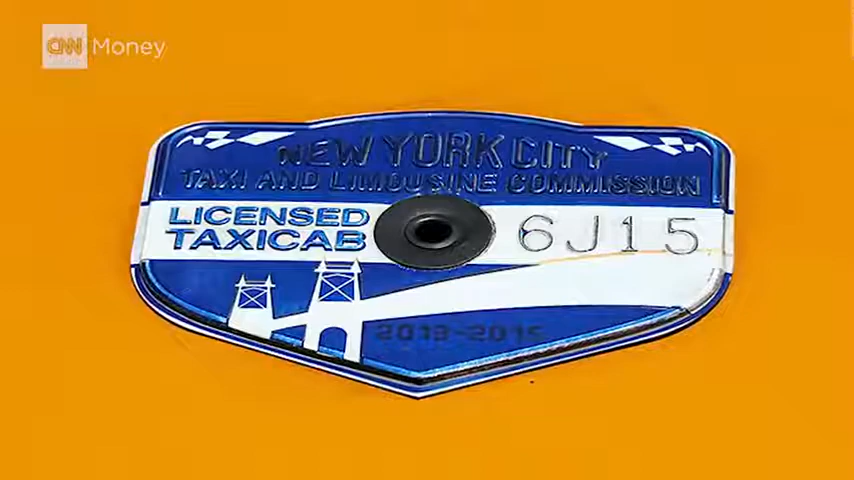 CNN Money
NEW YORK CITY
TAXI AND LIMOUSINE COMMISSION
LICENSED
TAXICAB
6J15
2013-2015